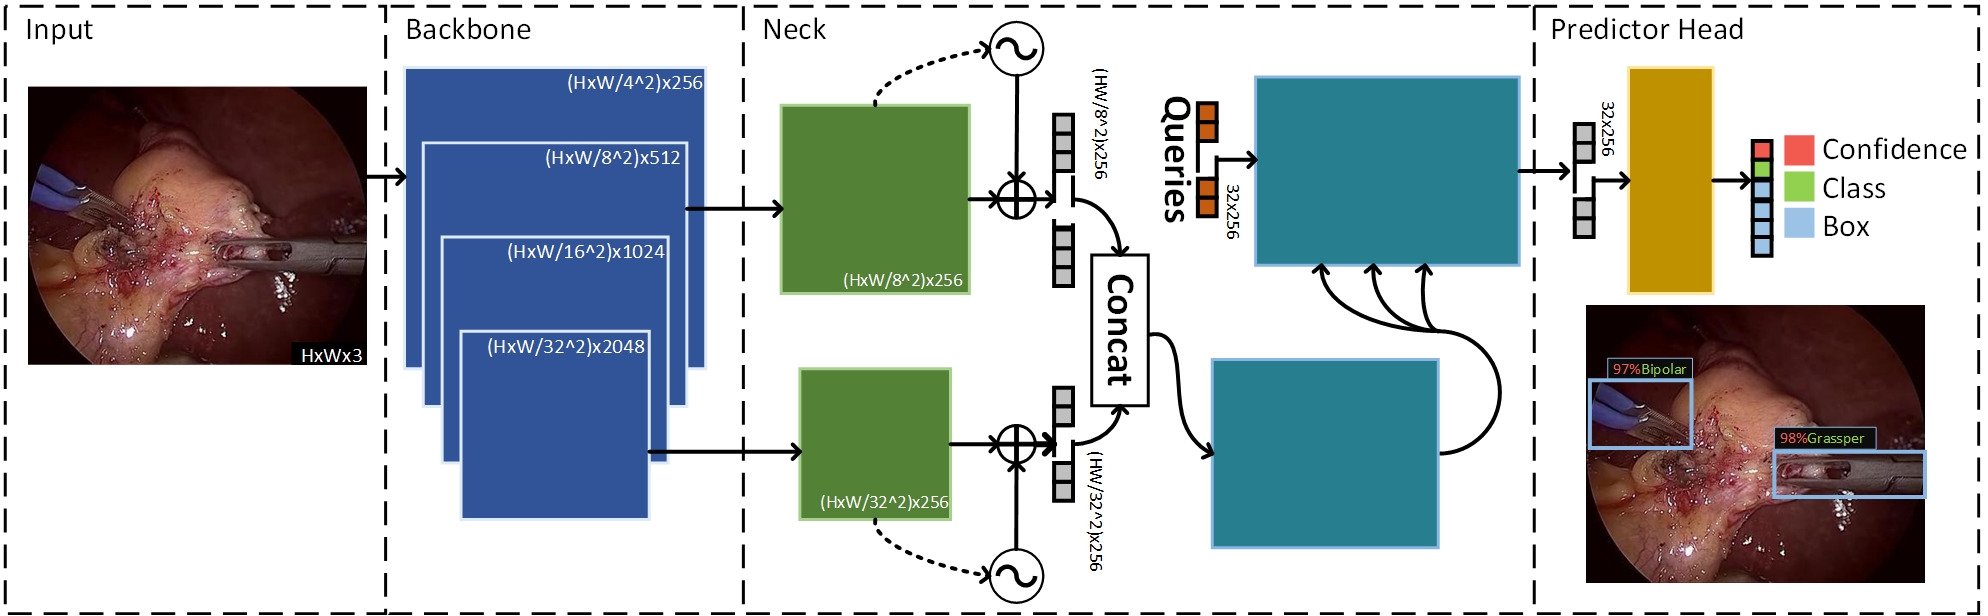 Input
HxWx3
Backbone
(HxW/4^2)x256
(HxW/8^2)x512
(HxW/16^2)x1024
(HxW/32^2)x2048
Neck
(HxW/8^2)x256
(HW/8^2)x256
(HxW/32^2)x256
(HW/32^2)x256
Concat
Queries
32x256
Predictor Head
32x256
Confidence
Class
Box
97%Bipolar
98%Grassper